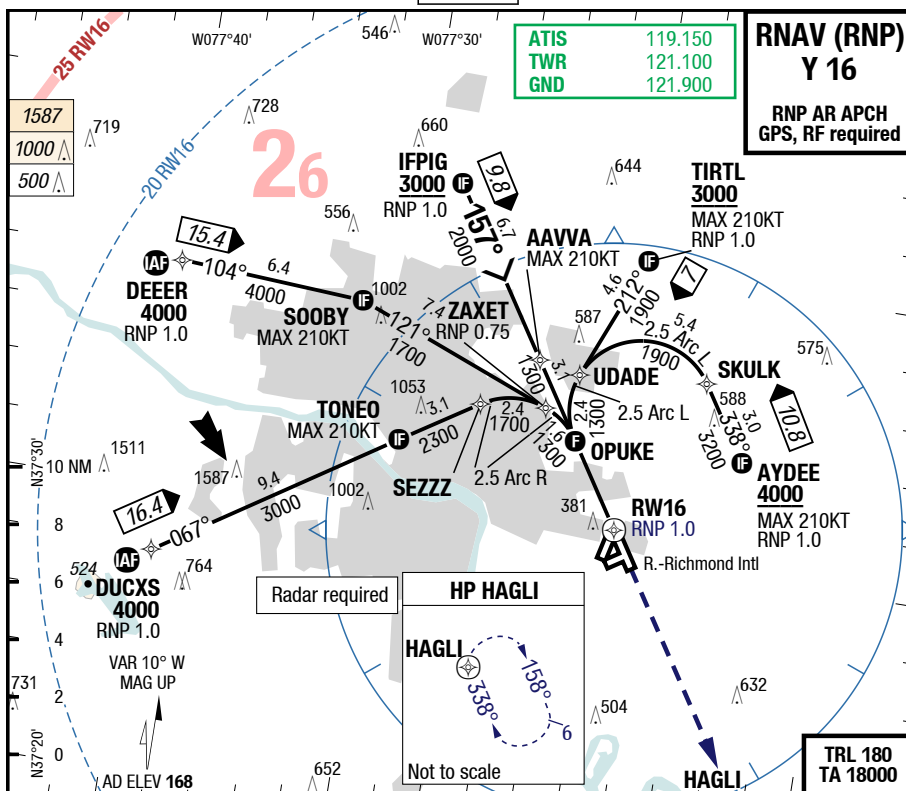 W077°40'
546
W077°30'
25 RW16
ATIS 119.150
TWR 121.100
GND 121.900
RNAV (RNP)
Y 16
RNP AR APCH
GPS, RF required
1587
1000
500
719
728
20 RW16
26
660
644
IFPIG
3000
RNP 1.0
IF
9.8
6.7
157°
2000
TIRTL
3000
MAX 210KT
RNP 1.0
IF
7
4.6
212°
1900
556
15.4
IAF
104°
6.4
4000
DEEER
4000
RNP 1.0
AAVVA
MAX 210KT
IF
1002
SOOBY
MAX 210KT
7.4
121°
1700
ZAXET
RNP 0.75
587
5.4
2.5 Arc L
1900
575
1300
3.7
UDADE
SKULK
588
3.0
338°
3200
10.8
1053
TONEO
MAX 210KT
3.1
2.4
1700
2.4
1300
2.5 Arc L
IF
2300
1.6
1300
F
OPUKE
IF
AYDEE
4000
MAX 210KT
RNP 1.0
N37°30'
10 NM
1511
1587
9.4
3000
1002
SEZZZ
2.5 Arc R
381
RW16
RNP 1.0
R.-Richmond Intl
8
16.4
067°
IAF
524
DUCXS
4000
RNP 1.0
764
6
Radar required
HP HAGLI
HAGLI
158°
338°
6
Not to scale
4
VAR 10° W
MAG UP
731
2
632
504
N37°20'
0
AD ELEV 168
652
HAGLI
TRL 180
TA 18000